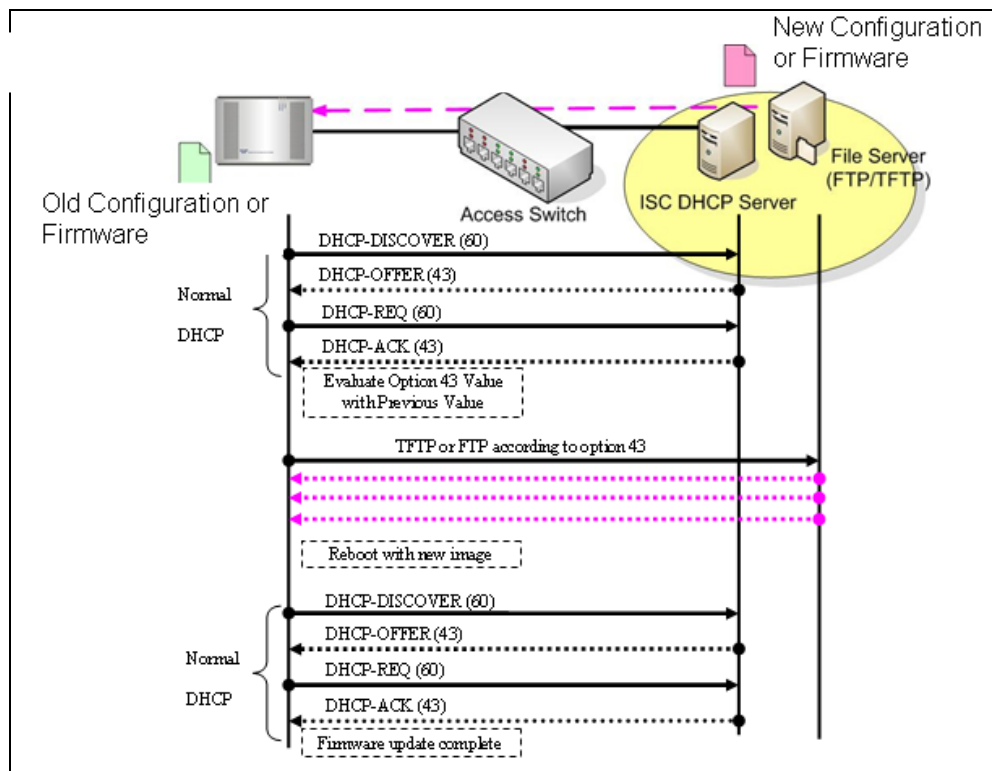 New Configuration
or Firmware
File Server
(FTP/TFTP)
ISC DHCP Server
Access Switch
Old Configuration or
Firmware
DHCP-DISCOVER (60)
DHCP-OFFER (43)
Normal
DHCP
DHCP-REQ (60)
DHCP-ACK (43)
Evaluate Option 43 Value
with Previous Value
TFTP or FTP according to option 43
Reboot with new image
DHCP-DISCOVER (60)
DHCP-OFFER (43)
Normal
DHCP
DHCP-REQ (60)
DHCP-ACK (43)
Firmware update complete